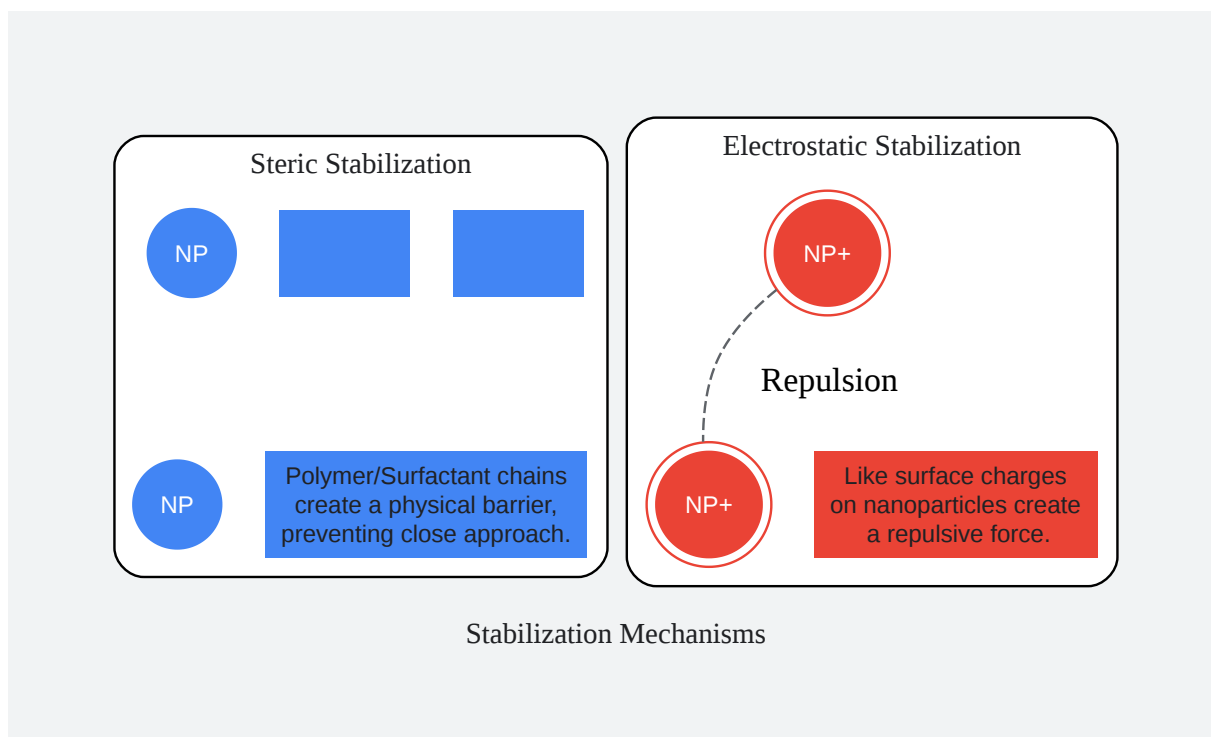 Steric Stabilization
NP
NP
Polymer/Surfactant chains
create a physical barrier,
preventing close approach.
Electrostatic Stabilization
NP+
Repulsion
NP+
Like surface charges
on nanoparticles create
a repulsive force.
Stabilization Mechanisms